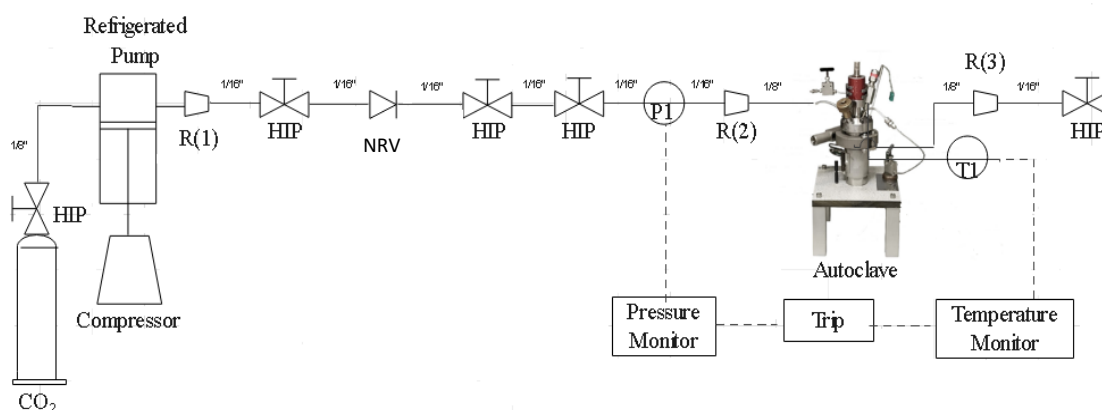 Refrigerated
Pump
1/8"
HIP
CO₂
Compressor
R(1)
1/16"
HIP
1/16"
NRV
1/16"
HIP
1/16"
HIP
1/16"
P1
1/16"
R(2)
1/8"
Autoclave
1/8"
R(3)
1/16"
HIP
T1
Pressure
Monitor
Trip
Temperature
Monitor